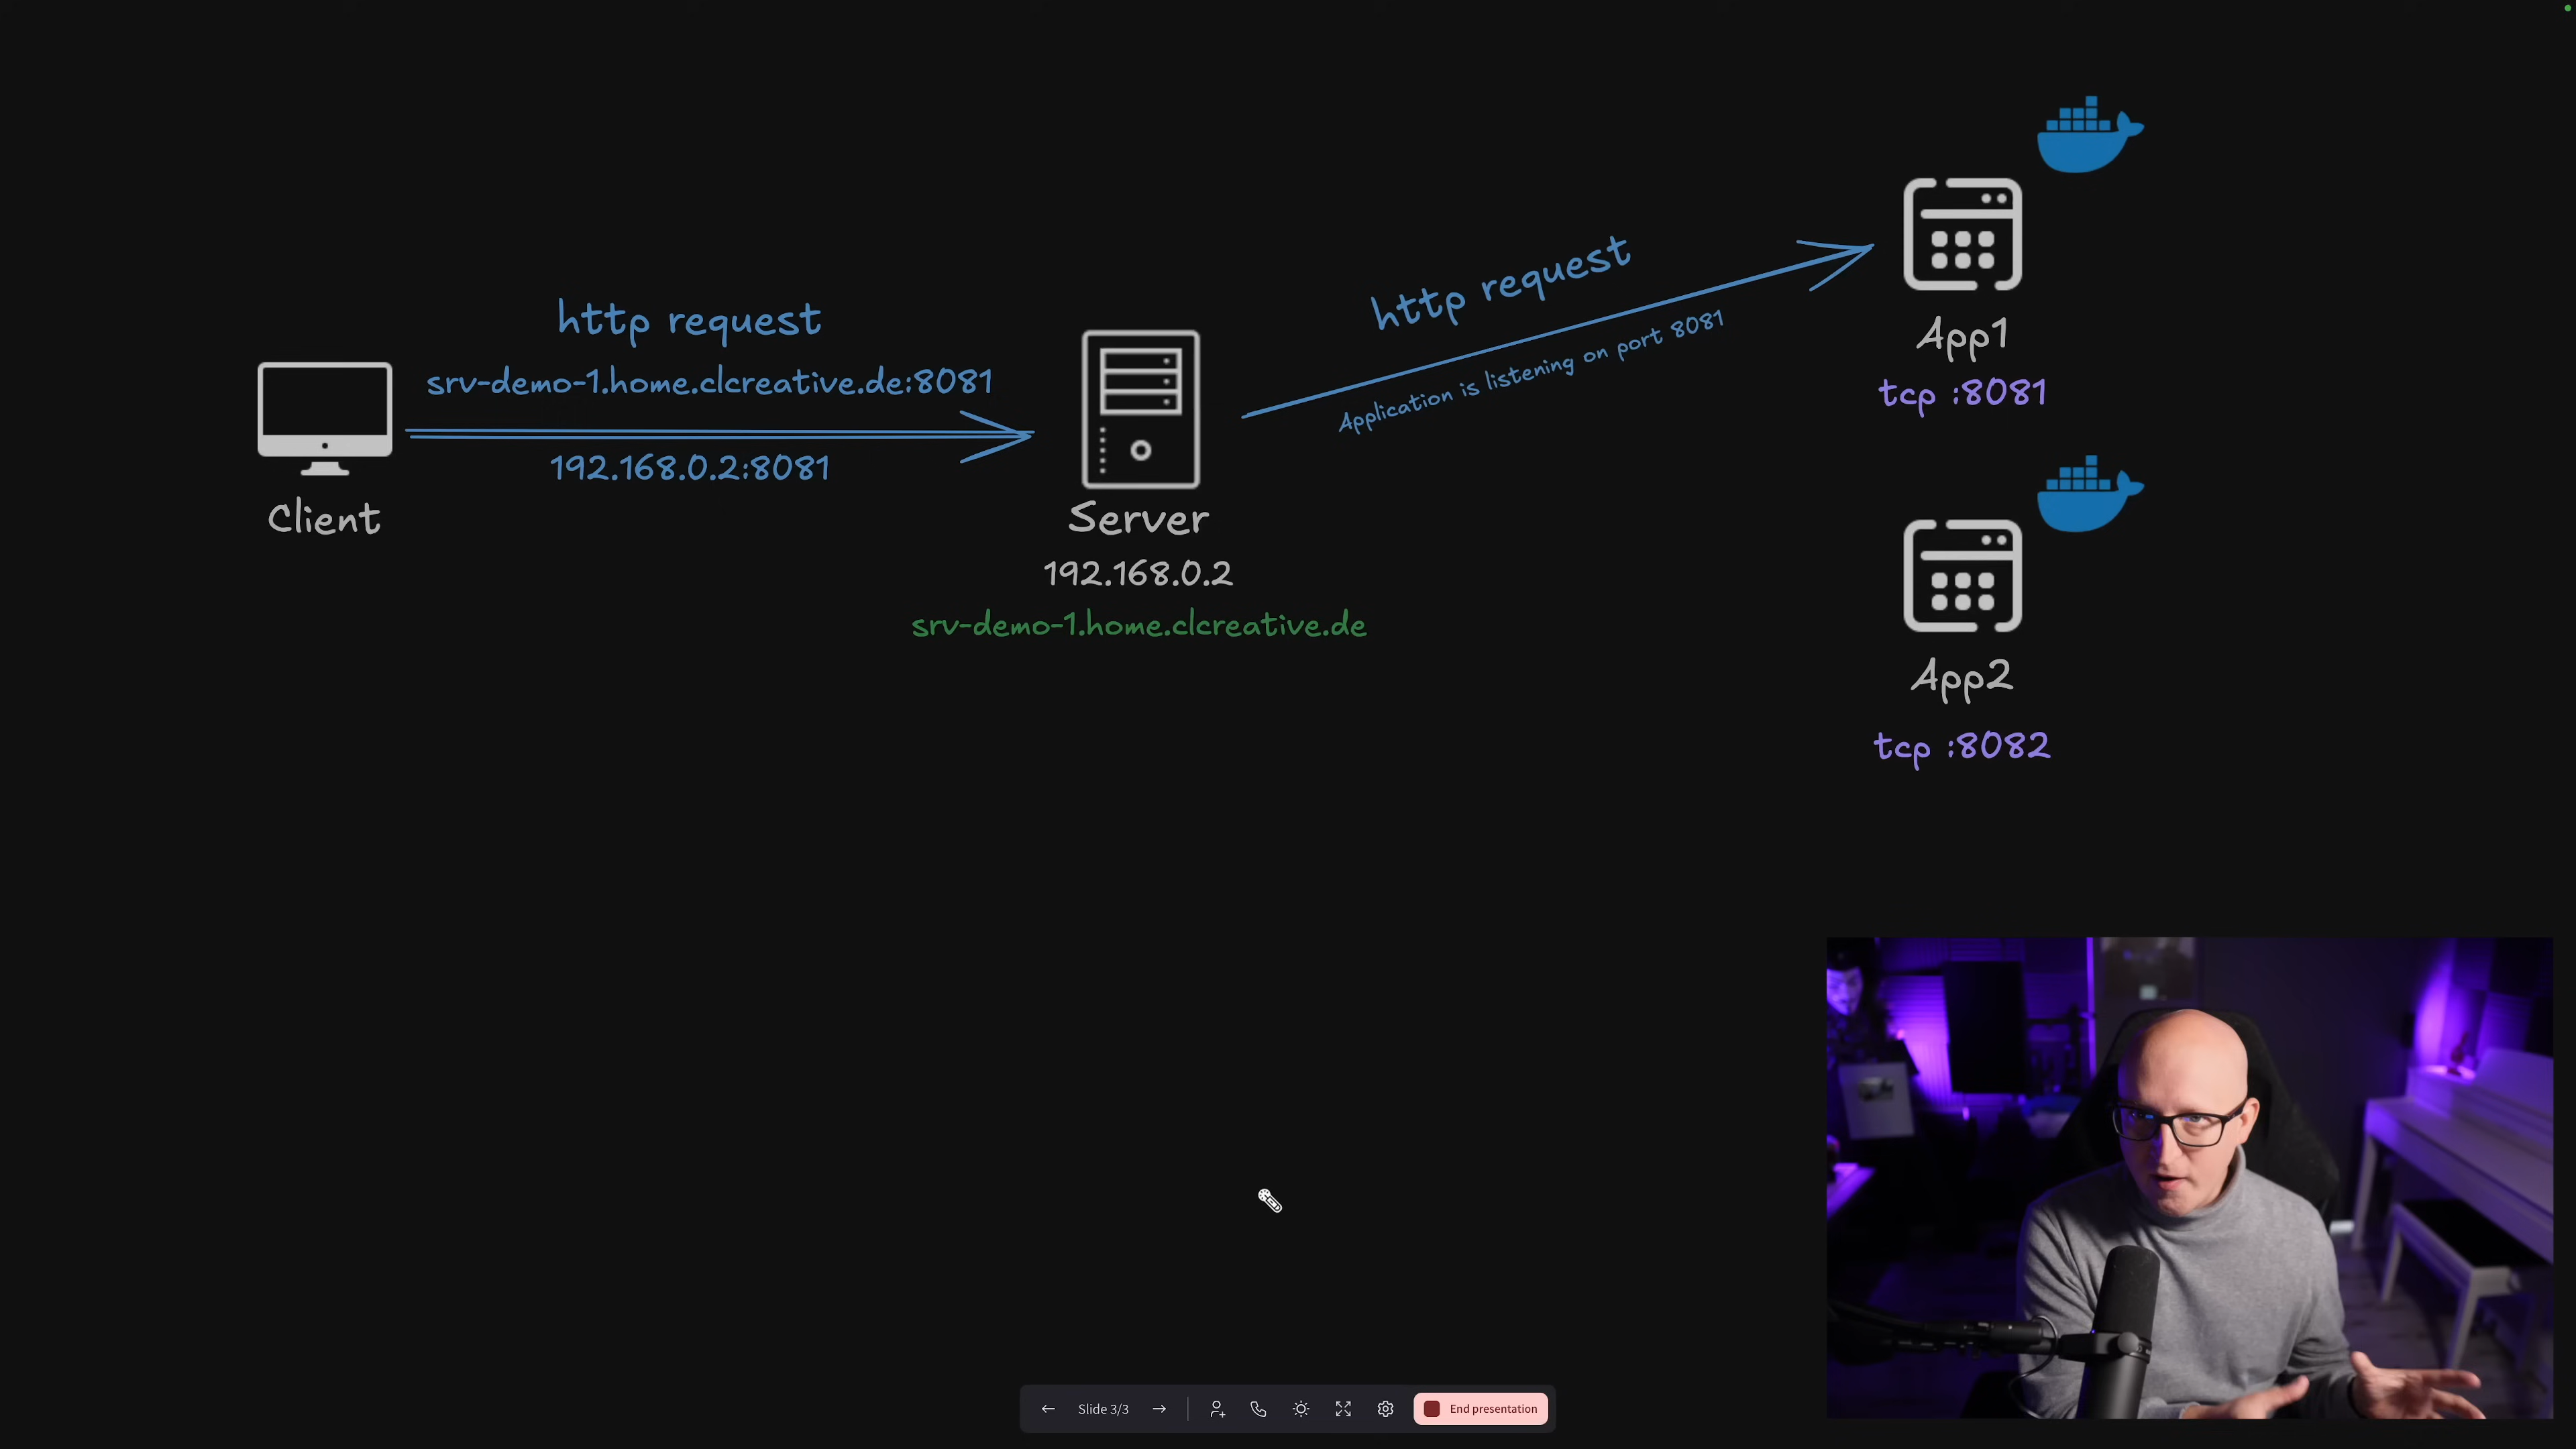 http request
srv-demo-1.home.clcreative.de:8081
192.168.0.2:8081
Client
Server
192.168.0.2
srv-demo-1.home.clcreative.de
http request
Application is listening on port 8081
App1
tcp :8081
App2
tcp :8082
Slide 3/3
End presentation